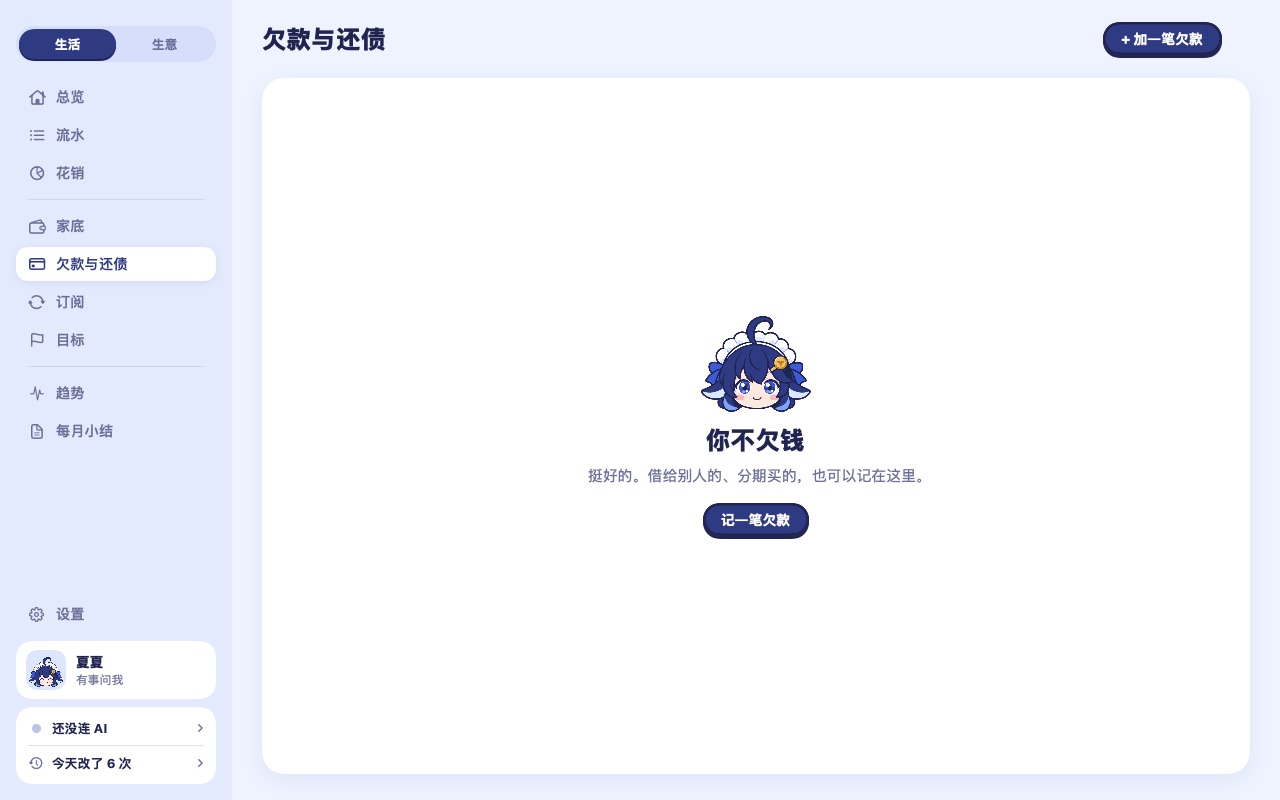 生活
生意
总览
流水
花销
家底
欠款与还债
订阅
目标
趋势
每月小结
设置
夏夏
有事问我
还没连 AI
今天改了 6 次
欠款与还债
+ 加一笔欠款
你不欠钱
挺好的。借给别人的、分期买的，也可以记在这里。
记一笔欠款